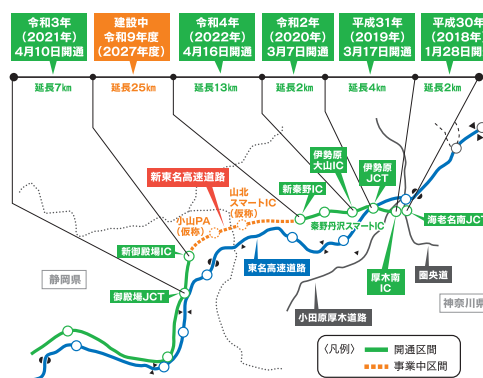 令和3年
(2021年)
4月10日開通
建設中
令和9年度
(2027年度)
令和4年
(2022年)
4月16日開通
令和2年
(2020年)
3月7日開通
平成31年
(2019年)
3月17日開通
平成30年
(2018年)
1月28日開
延長7km
延長25km
延長13km
延長2km
延長4km
延長2km
伊勢原
大山IC
伊勢原
JCT
新東名高速道路
山北
スマートIC
(仮称)
新秦野IC
小山PA
(仮称)
秦野丹沢スマートIC
海老名南JCT
新御殿場IC
東名高速道路
厚木南
IC
圏央道
静岡県
御殿場JCT
神奈川県
小田原厚木道路
〈凡例〉
開通区間
事業中区間